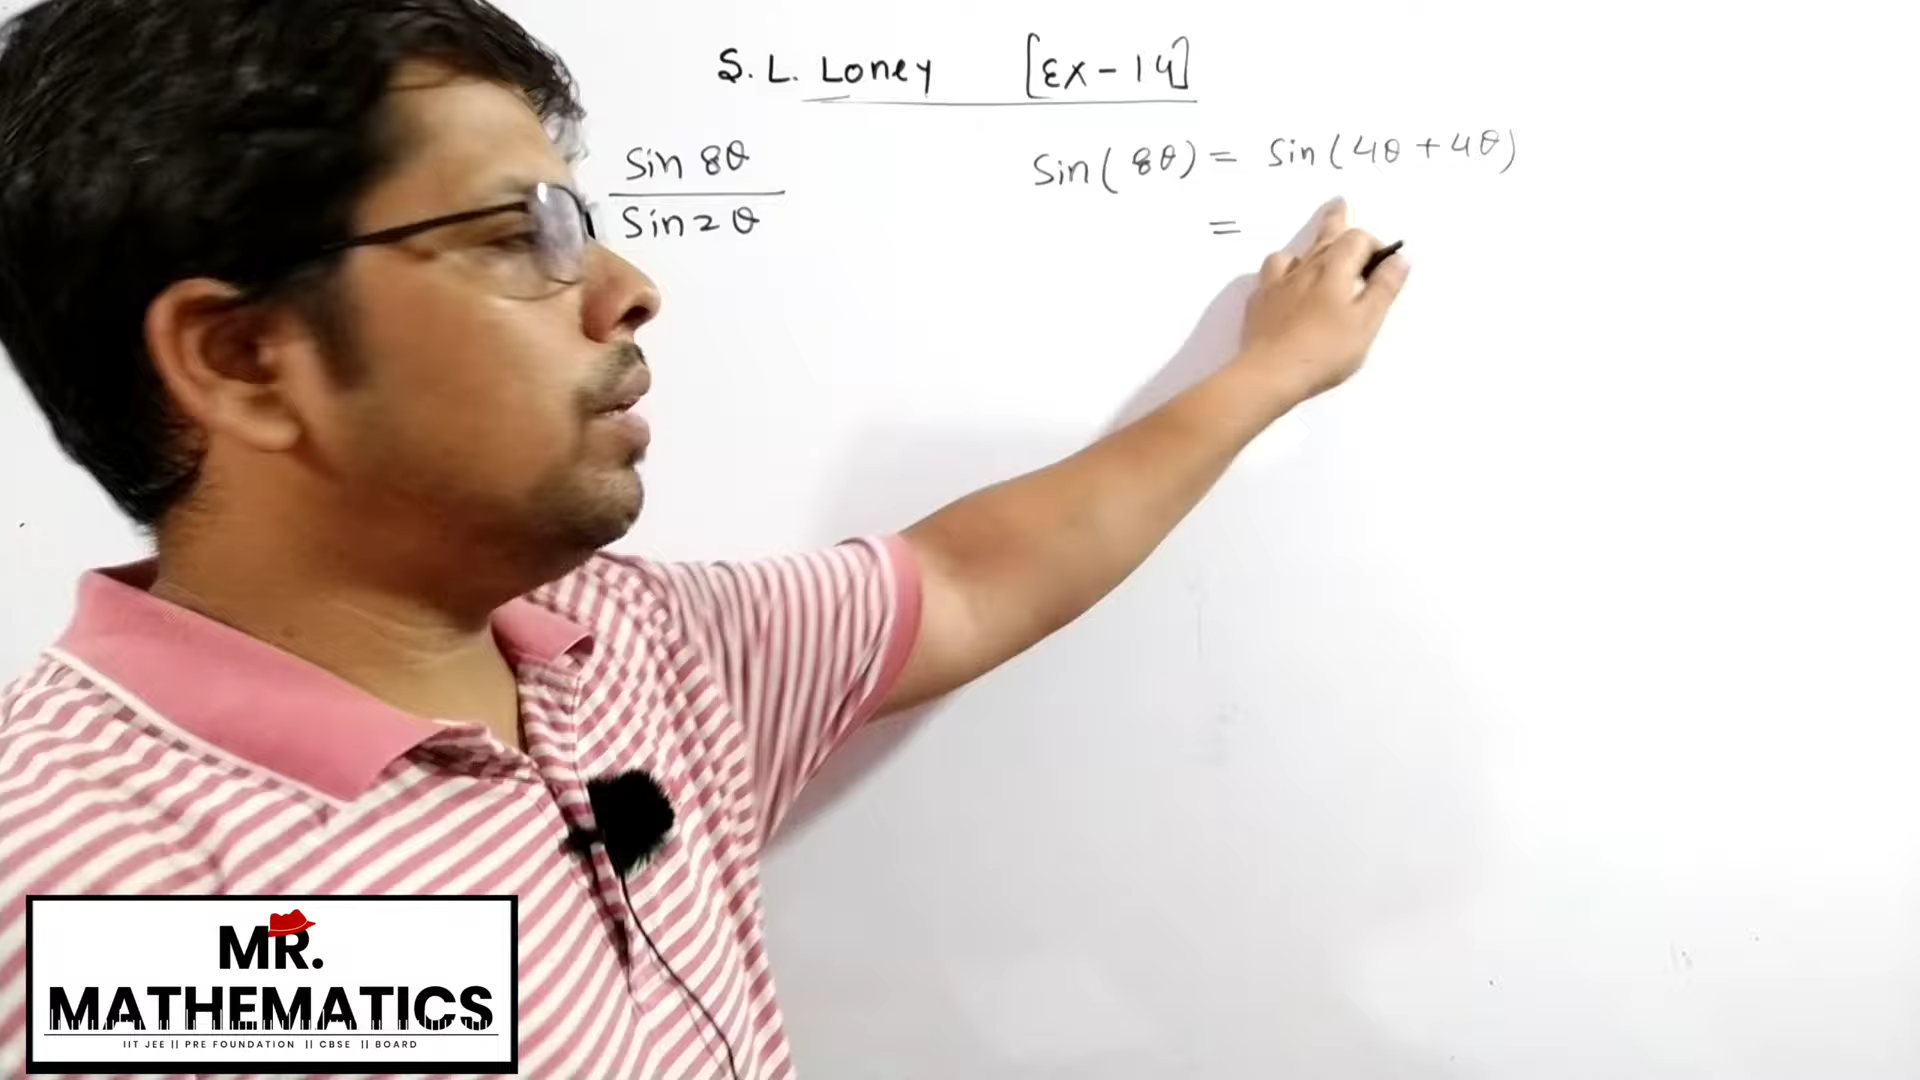 S. L. Loney [Ex - 14]
Sin 8θ
Sin 2 θ
Sin( 8θ) = Sin(4θ + 4θ)
=
MR.
MATHEMATICS
IIT JEE || PRE FOUNDATION || CBSE || BOARD